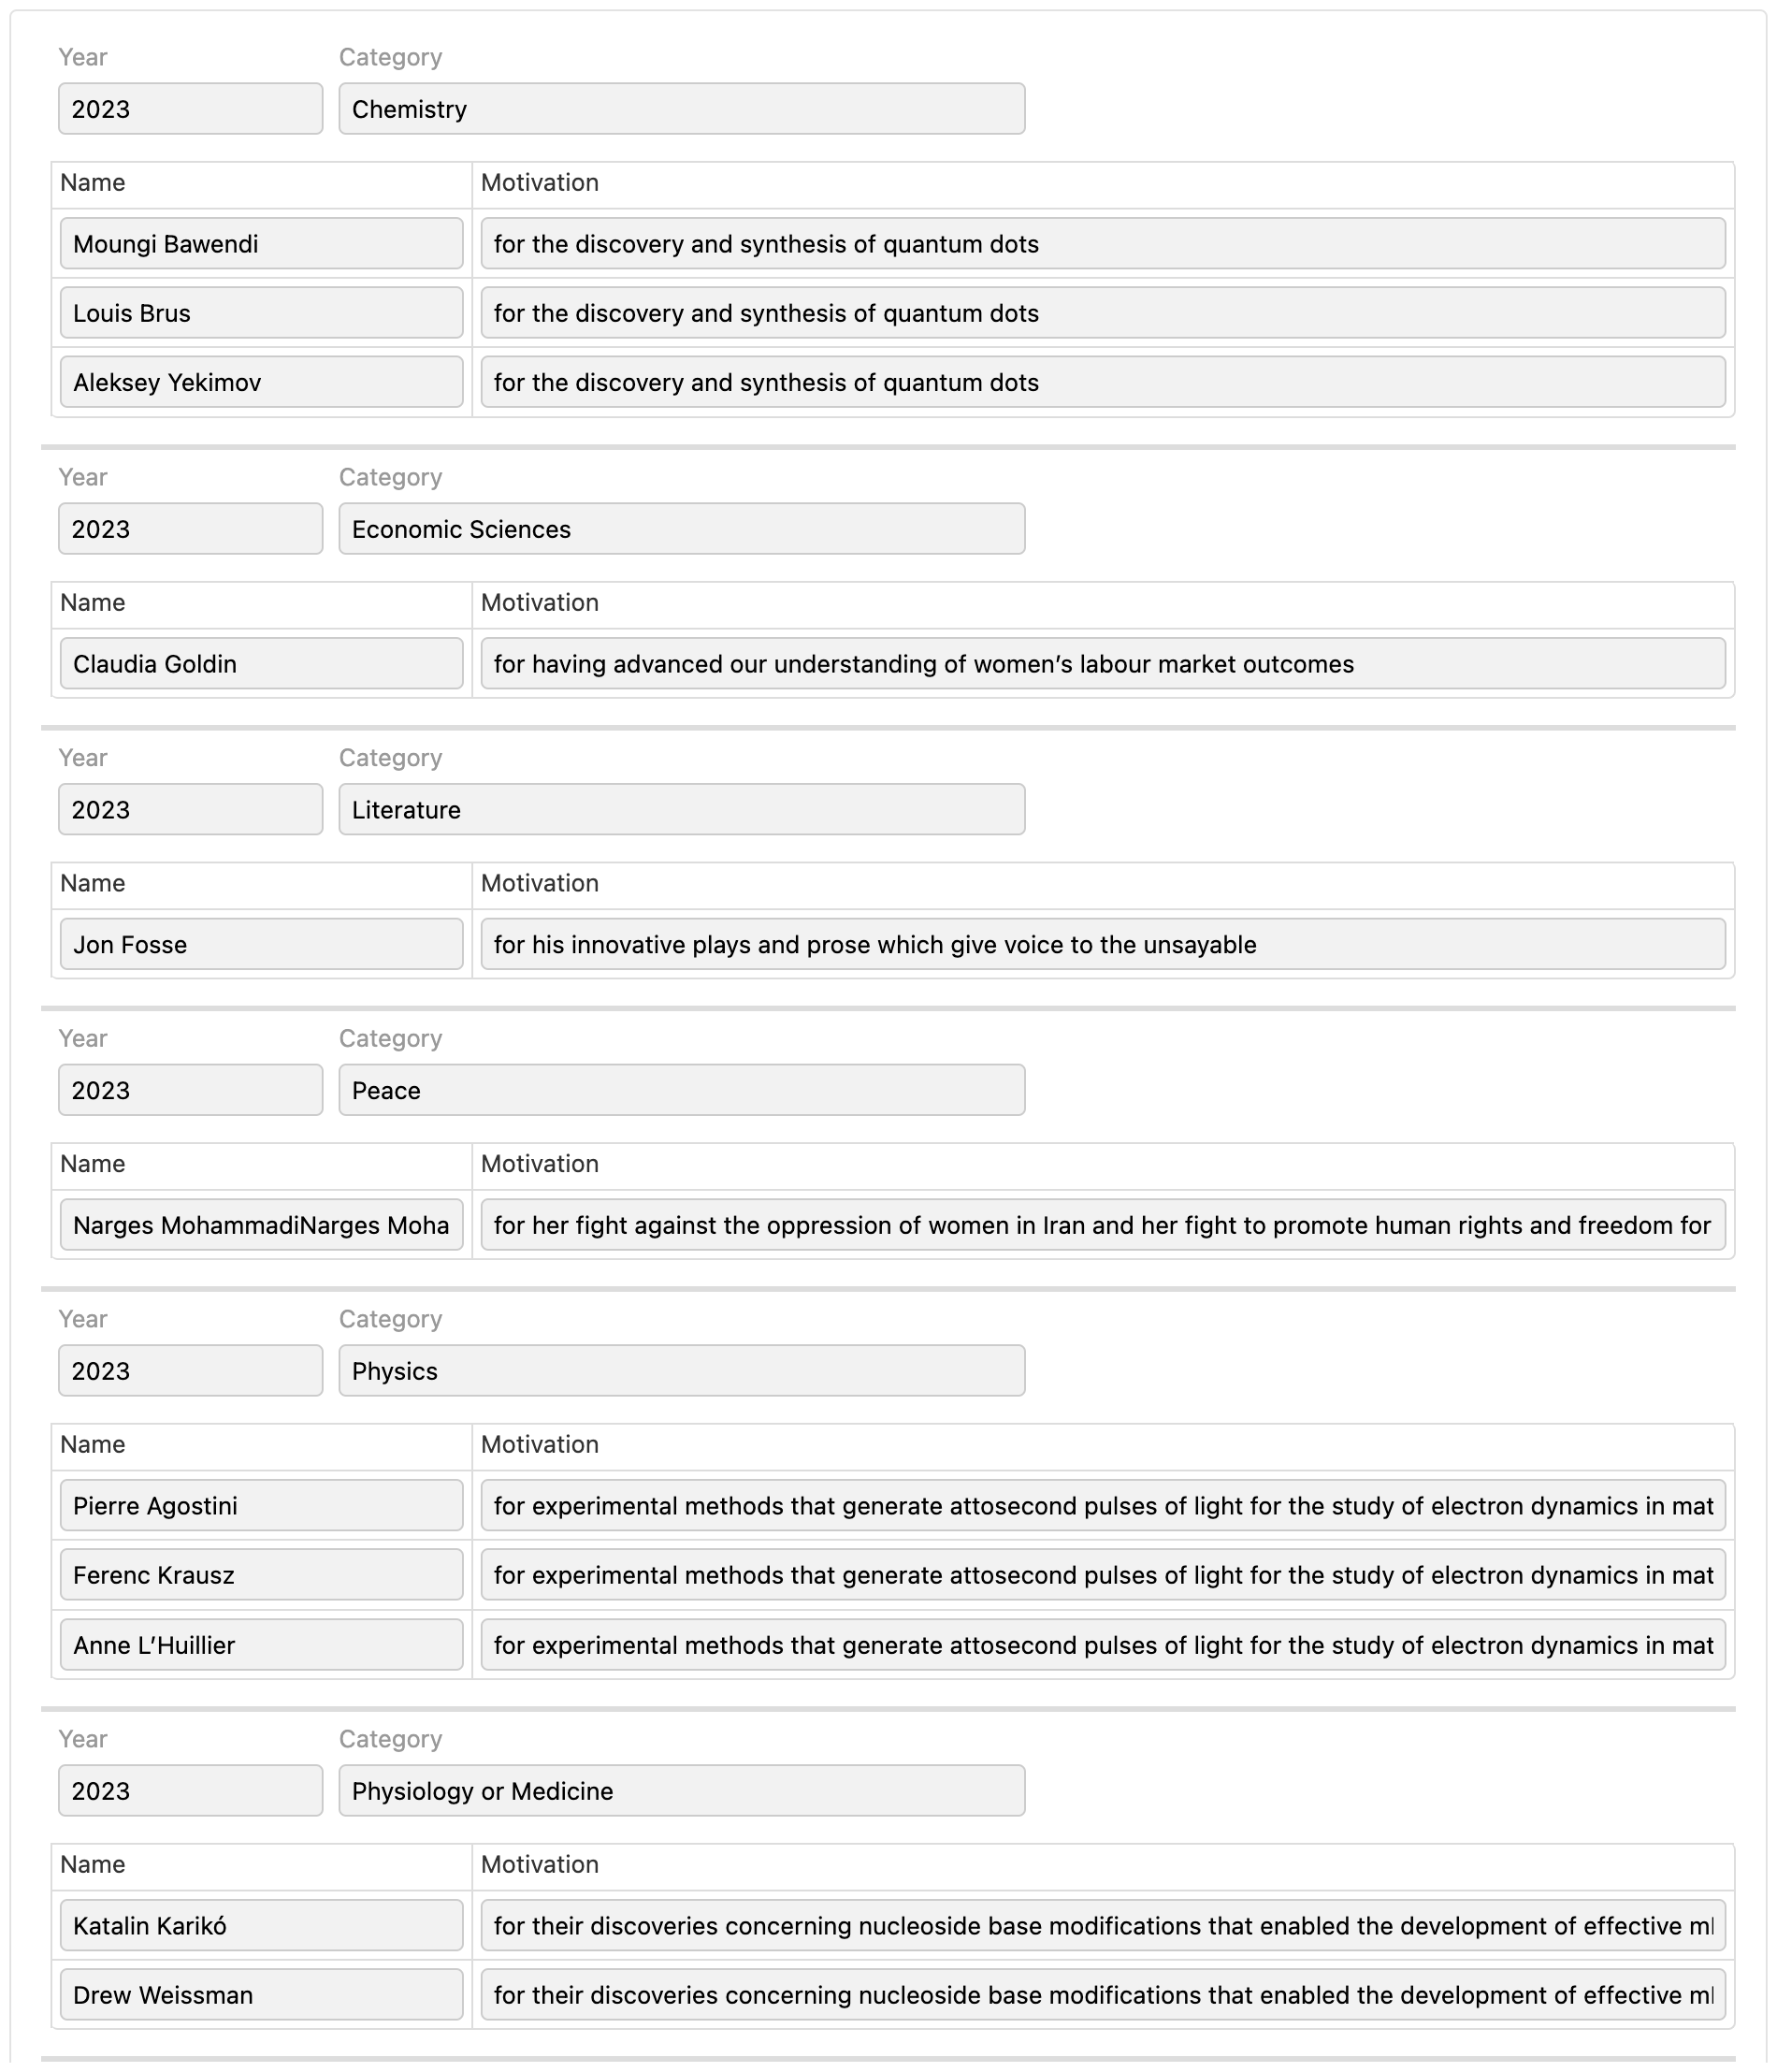 Year Category
2023 Chemistry
Name Motivation
Moungi Bawendi for the discovery and synthesis of quantum dots
Louis Brus for the discovery and synthesis of quantum dots
Aleksey Yekimov for the discovery and synthesis of quantum dots
Year Category
2023 Economic Sciences
Name Motivation
Claudia Goldin for having advanced our understanding of women’s labour market outcomes
Year Category
2023 Literature
Name Motivation
Jon Fosse for his innovative plays and prose which give voice to the unsayable
Year Category
2023 Peace
Name Motivation
Narges MohammadiNarges Moha for her fight against the oppression of women in Iran and her fight to promote human rights and freedom for
Year Category
2023 Physics
Name Motivation
Pierre Agostini for experimental methods that generate attosecond pulses of light for the study of electron dynamics in mat
Ferenc Krausz for experimental methods that generate attosecond pulses of light for the study of electron dynamics in mat
Anne L’Huillier for experimental methods that generate attosecond pulses of light for the study of electron dynamics in mat
Year Category
2023 Physiology or Medicine
Name Motivation
Katalin Karikó for their discoveries concerning nucleoside base modifications that enabled the development of effective
Drew Weissman for their discoveries concerning nucleoside base modifications that enabled the development of effective